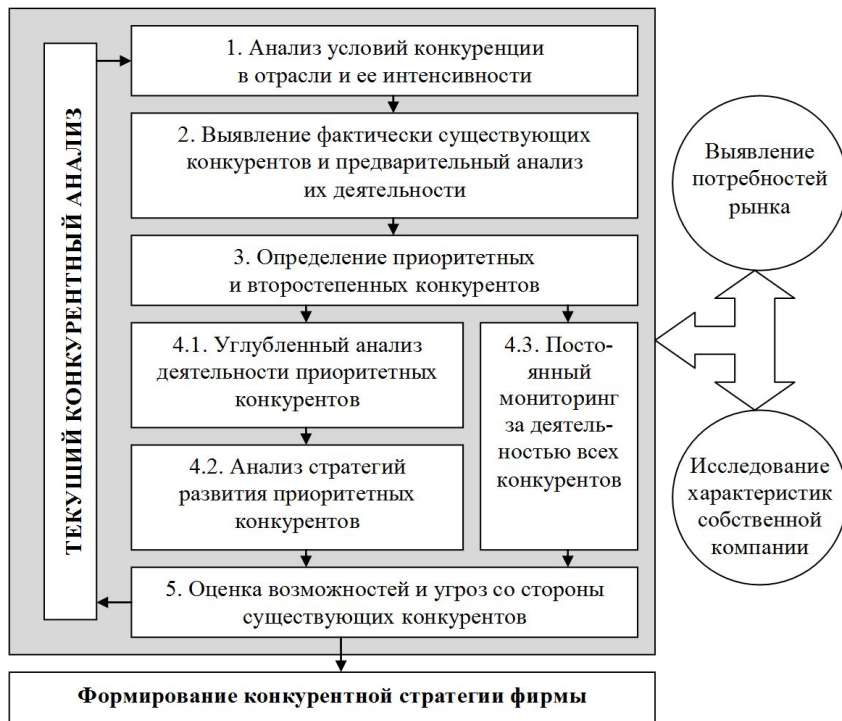 ТЕКУЩИЙ КОНКУРЕНТНЫЙ АНАЛИЗ
1. Анализ условий конкуренции
в отрасли и ее интенсивности
2. Выявление фактически существующих
конкурентов и предварительный анализ
их деятельности
3. Определение приоритетных
и второстепенных конкурентов
4.1. Углубленный анализ
деятельности приоритетных
конкурентов
4.2. Анализ стратегий
развития приоритетных
конкурентов
4.3. Посто-
янный
мониторинг
за деятель-
ностью всех
конкурентов
5. Оценка возможностей и угроз со стороны
существующих конкурентов
Выявление
потребностей
рынка
Исследование
характеристик
собственной
компании
Формирование конкурентной стратегии фирмы